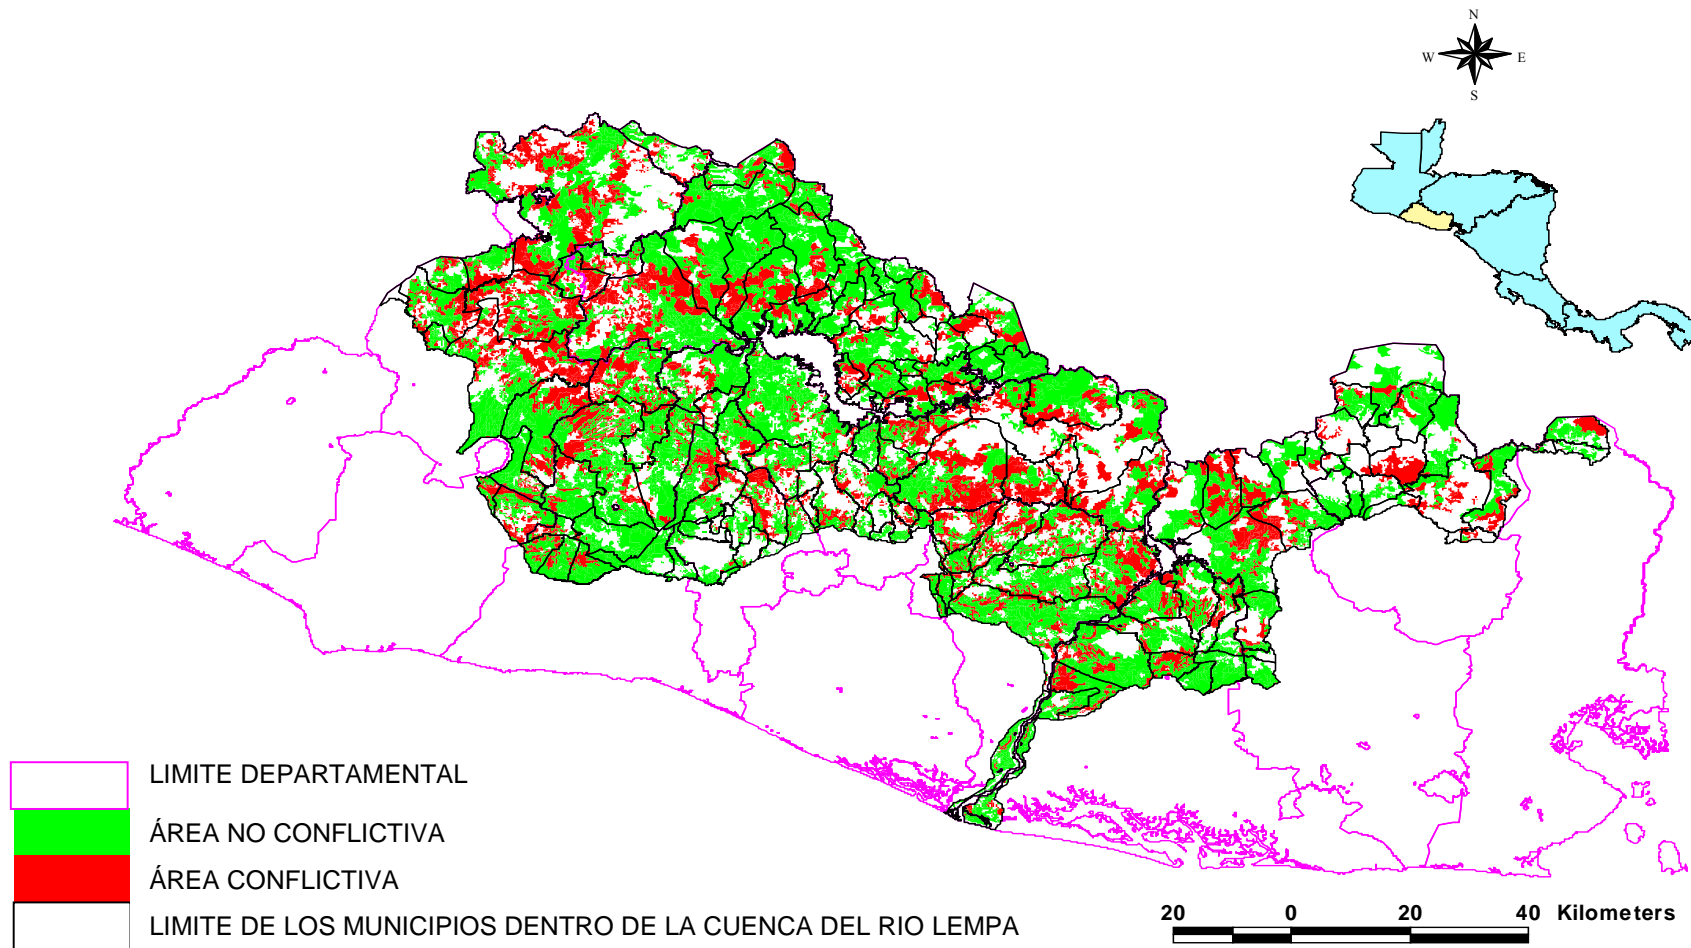 N
W E
S
LIMITE DEPARTAMENTAL
ÁREA NO CONFLICTIVA
ÁREA CONFLICTIVA
LIMITE DE LOS MUNICIPIOS DENTRO DE LA CUENCA DEL RIO LEMPA
20 0 20 40 Kilometers